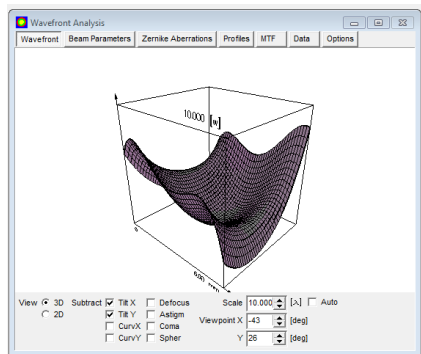 Wavefront Analysis
Wavefront Beam Parameters Zernike Aberrations Profiles MTF Data Options
10.000 [w]
0
View 3D Subtract Tilt X Defocus Scale 10.000 [λ] Auto
2D Tilt Y Astigm Viewpoint X -43 [deg]
CurvX Coma
CurvY Spher Y 26 [deg]